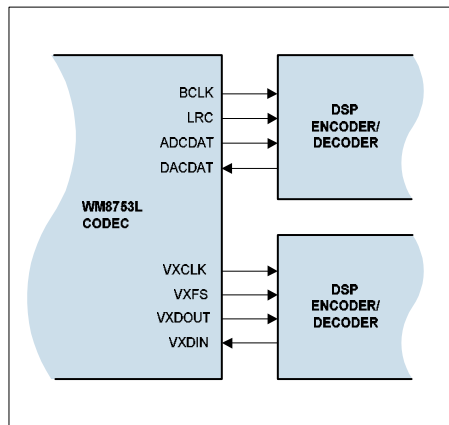 WM8753L
CODEC
BCLK
LRC
ADCDAT
DACDAT
VXCLK
VXFS
VXDOUT
VXDIN
DSP
ENCODER/
DECODER
DSP
ENCODER/
DECODER